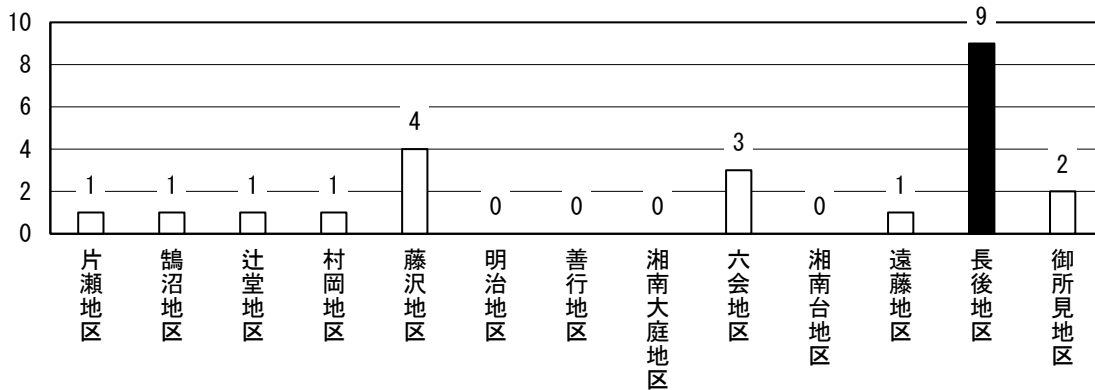 10
8
6
4
2
0
1
1
1
1
4
0
0
0
3
0
1
9
2
片瀬地区
鵠沼地区
辻堂地区
村岡地区
藤沢地区
明治地区
善行地区
湘南大庭地区
六会地区
湘南台地区
遠藤地区
長後地区
御所見地区